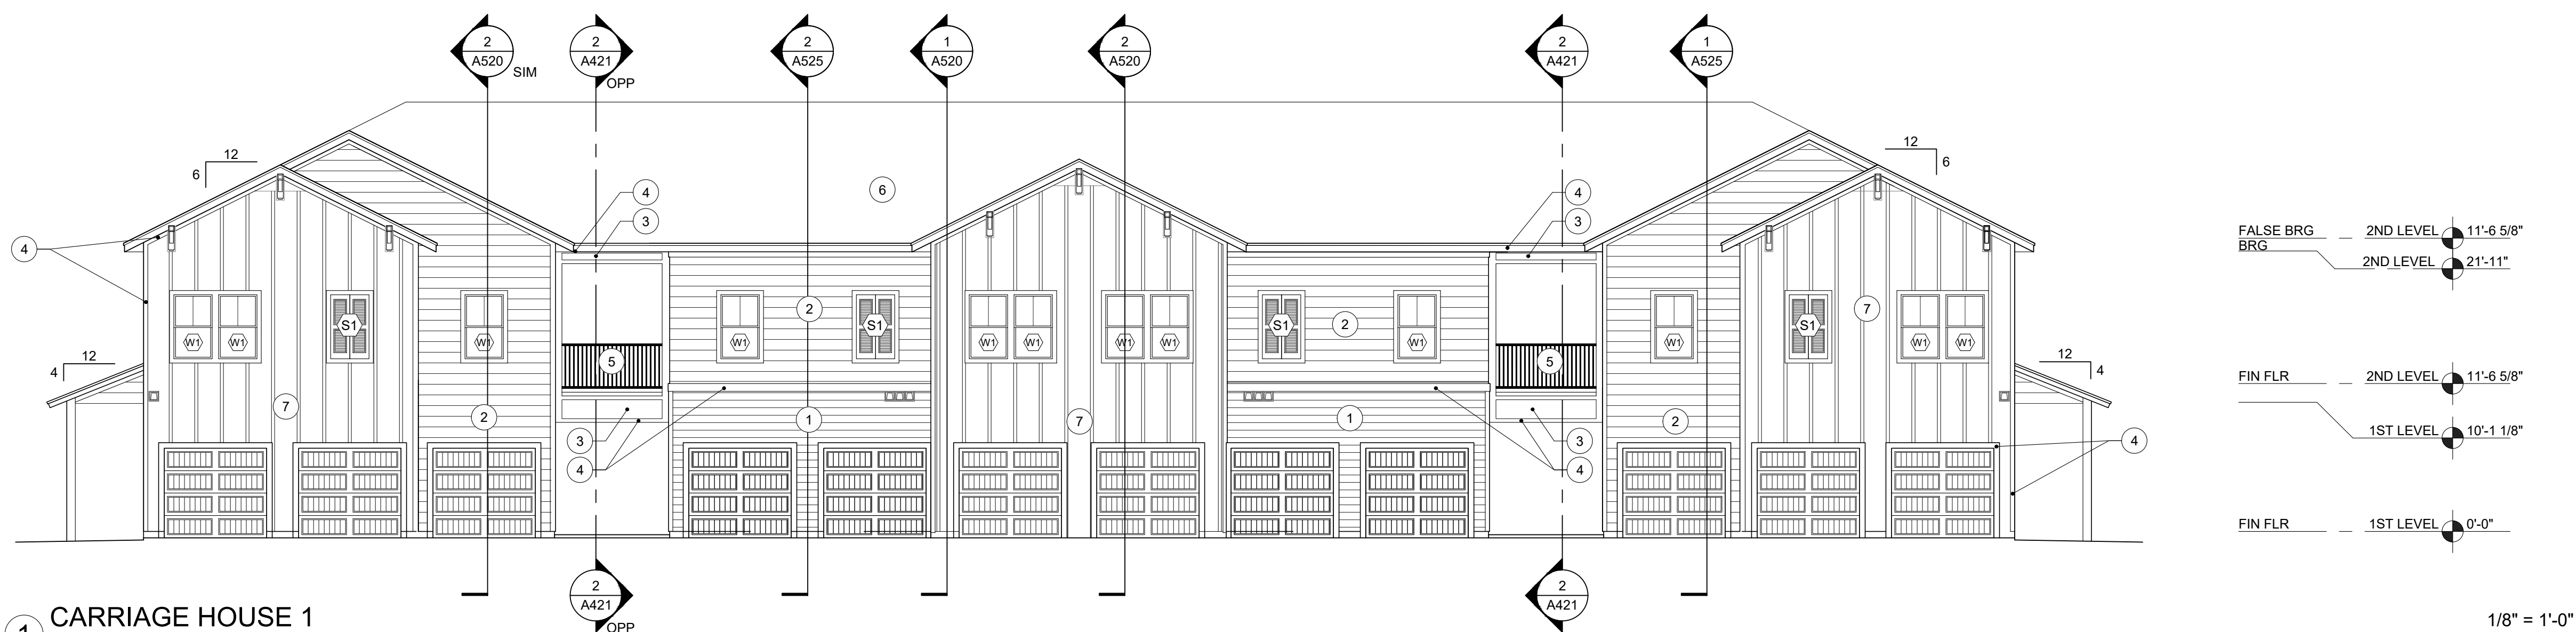 2 2 2 1 2 2 1
A520 A421 A525 A520 A520 A421 A525
SIM
OPP
12 12
6 6
6
4 4
3 3
4
FALSE BRG 2ND LEVEL 11'-6 5/8"
BRG
2ND LEVEL 21'-11"
S1 2 S1 S1 2 S1 7
W1 W1 W1 W1 W1 W1 W1 W1 W1 W1 W1 W1
12 12
4 4
5 5
FIN FLR 2ND LEVEL 11'-6 5/8"
7 2 1 7 1 2
3 3
1ST LEVEL 10'-1 1/8"
4 4 4
FIN FLR 1ST LEVEL 0'-0"
2 2
A421 A421
OPP
1 CARRIAGE HOUSE 1
1/8" = 1'-0"